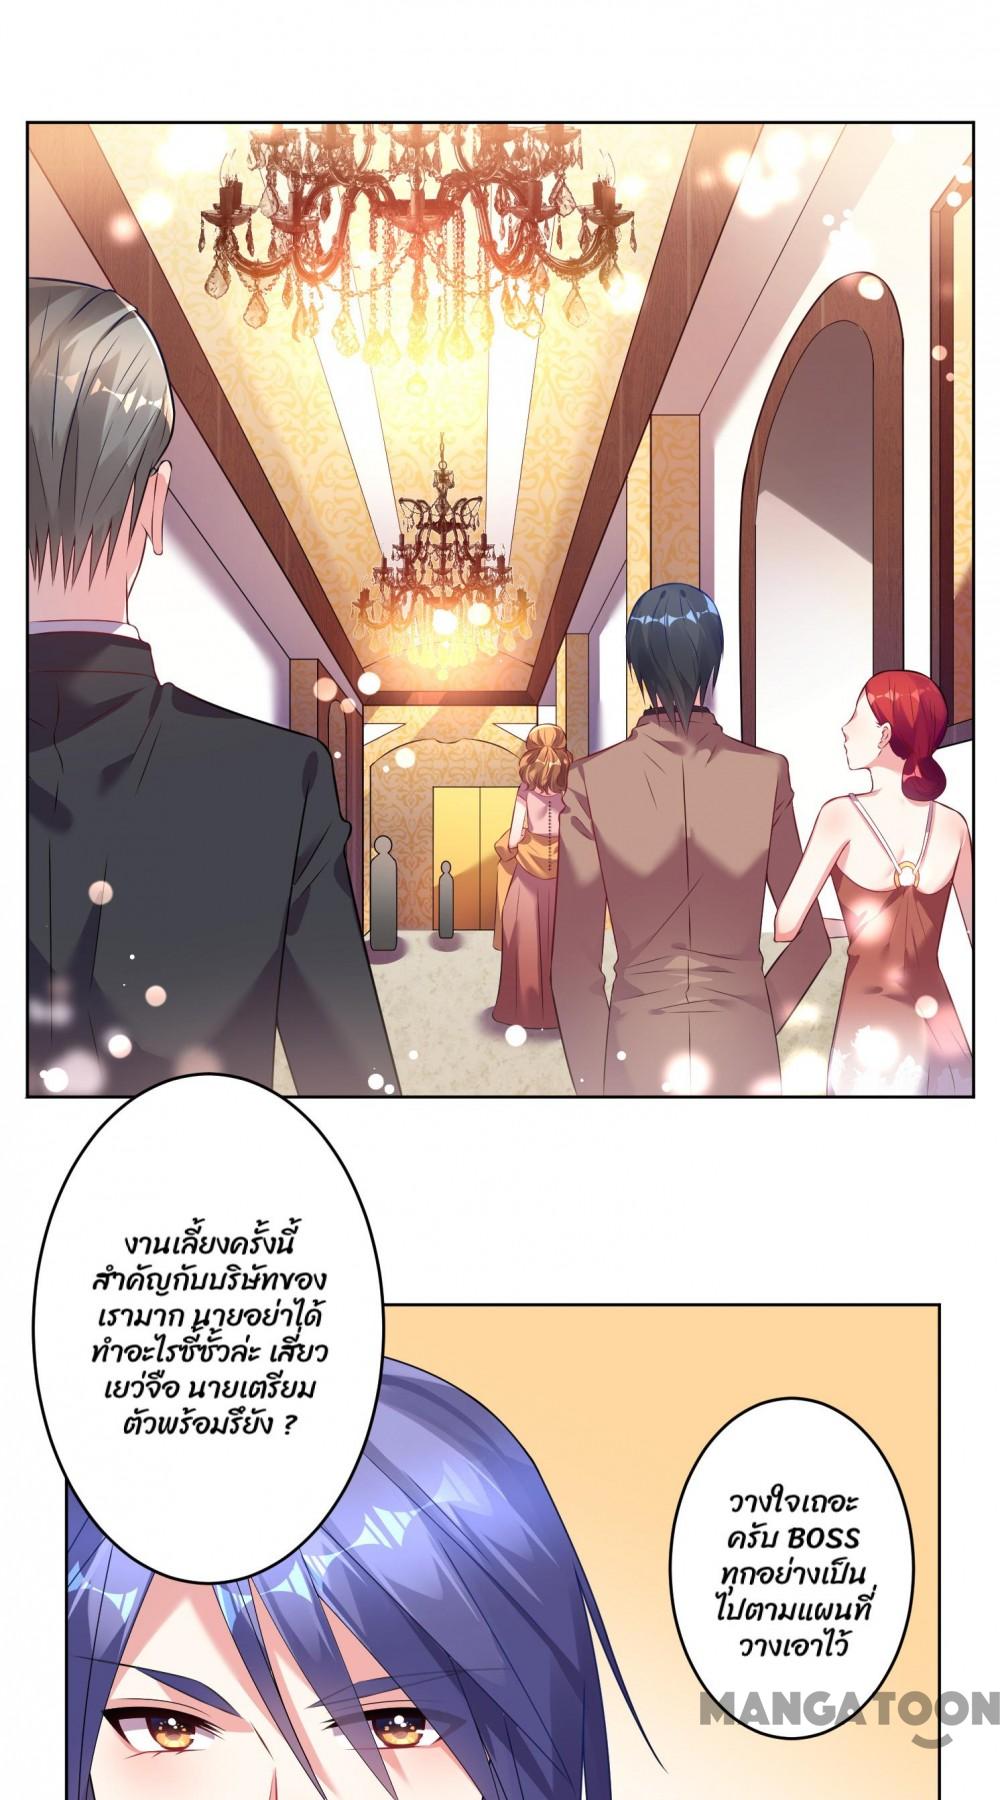 งานเลี้ยงครั้งนี้
สำคัญกับบริษัทของ
เรามาก นายอย่าได้
ทำอะไรซี้ซั้วล่ะ เสี่ยว
เยว่จือ นายเตรียม
ตัวพร้อมรึยัง ?
วางใจเถอะ
ครับ BOSS
ทุกอย่างเป็น
ไปตามแผนที่
วางเอาไว้
MANGATOON